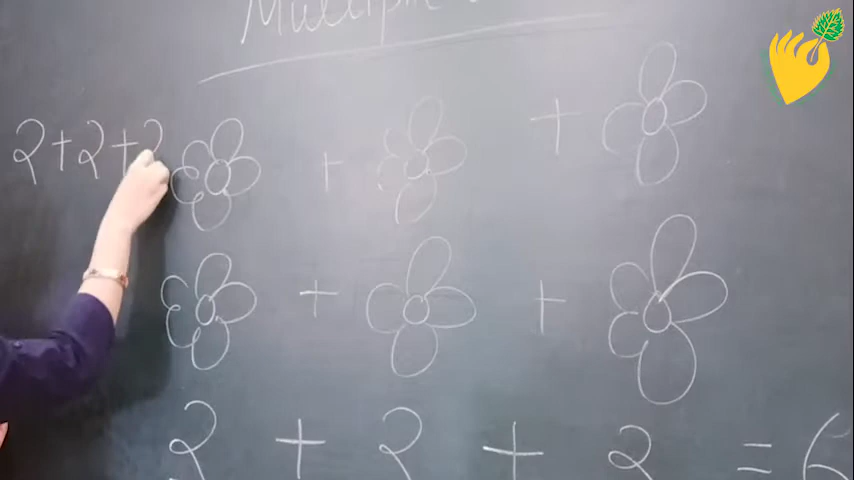 2+2+2
+ +
+ +
2 + 2 + 2 = 6